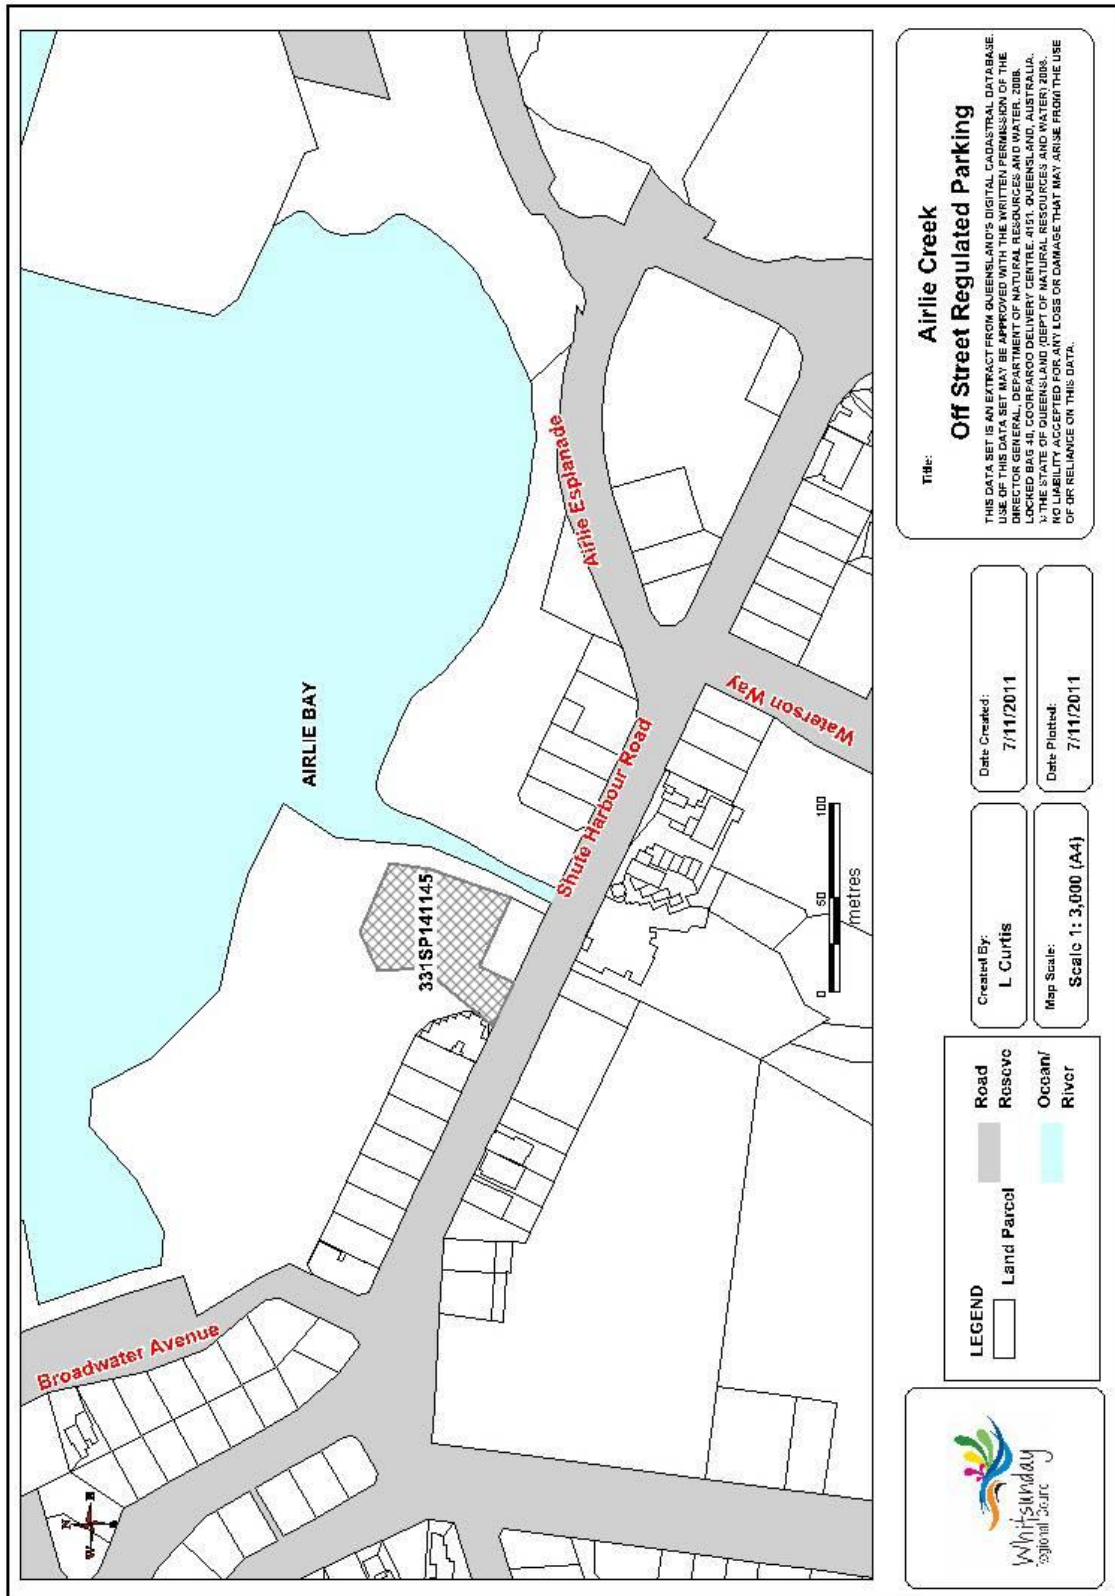 Broadwater Avenue
AIRLIE BAY
331SP141145
Shute Harbour Road
Airlie Esplanade
Waterson Way
N
W
E
0
50
100
metres
Whitsunday
LEGEND
Land Parcel
Road
Reseve
Ocean/
River
Created By:
L Curtis
Map Scale:
Scale 1: 3,000 (A4)
Date Created:
7/11/2011
Date Plotted:
7/11/2011
Title:
Airlie Creek
Off Street Regulated Parking
THIS DATA SET IS AN EXTRACT FROM QUEENSLAND'S DIGITAL CADASTRAL DATABASE.
USE OF THIS DATA SET MAY BE APPROVED WITH THE WRITTEN PERMISSION OF THE
DIRECTOR GENERAL, DEPARTMENT OF NATURAL RESOURCES AND WATER, 2008.
LOCKED BAG 40, COORPAROO DELIVERY CENTRE, 4151, QUEENSLAND, AUSTRALIA.
THE STATE OF QUEENSLAND (DEPT OF NATURAL RESOURCES AND WATER) 2008.
NO LIABILITY ACCEPTED FOR ANY LOSS OR DAMAGE THAT MAY ARISE FROM THE USE
OF OR RELIANCE ON THIS DATA.